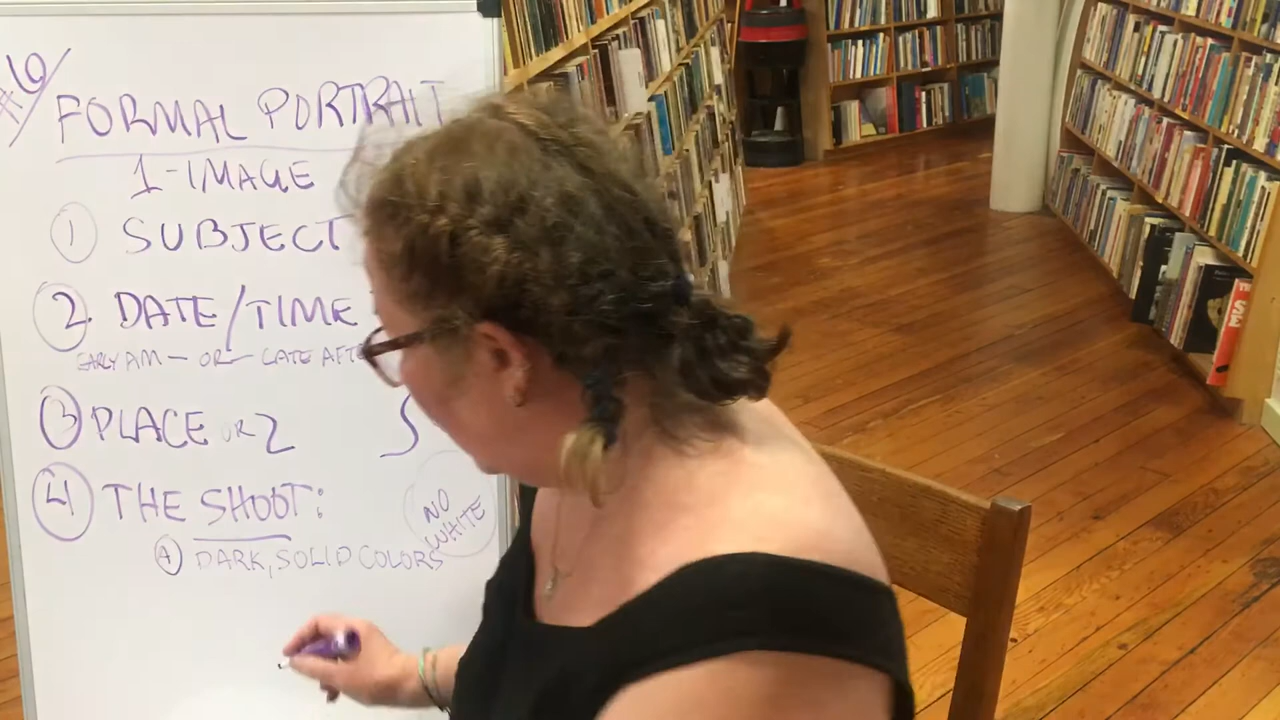 #6/
FORMAL PORTRAIT
1-IMAGE
① SUBJECT
2. DATE/TIME
EARLY AM — OR — LATE AFT
③ PLACE OR 2
④ THE SHOOT:
NO WHITE
Ⓐ DARK, SOLID COLORS